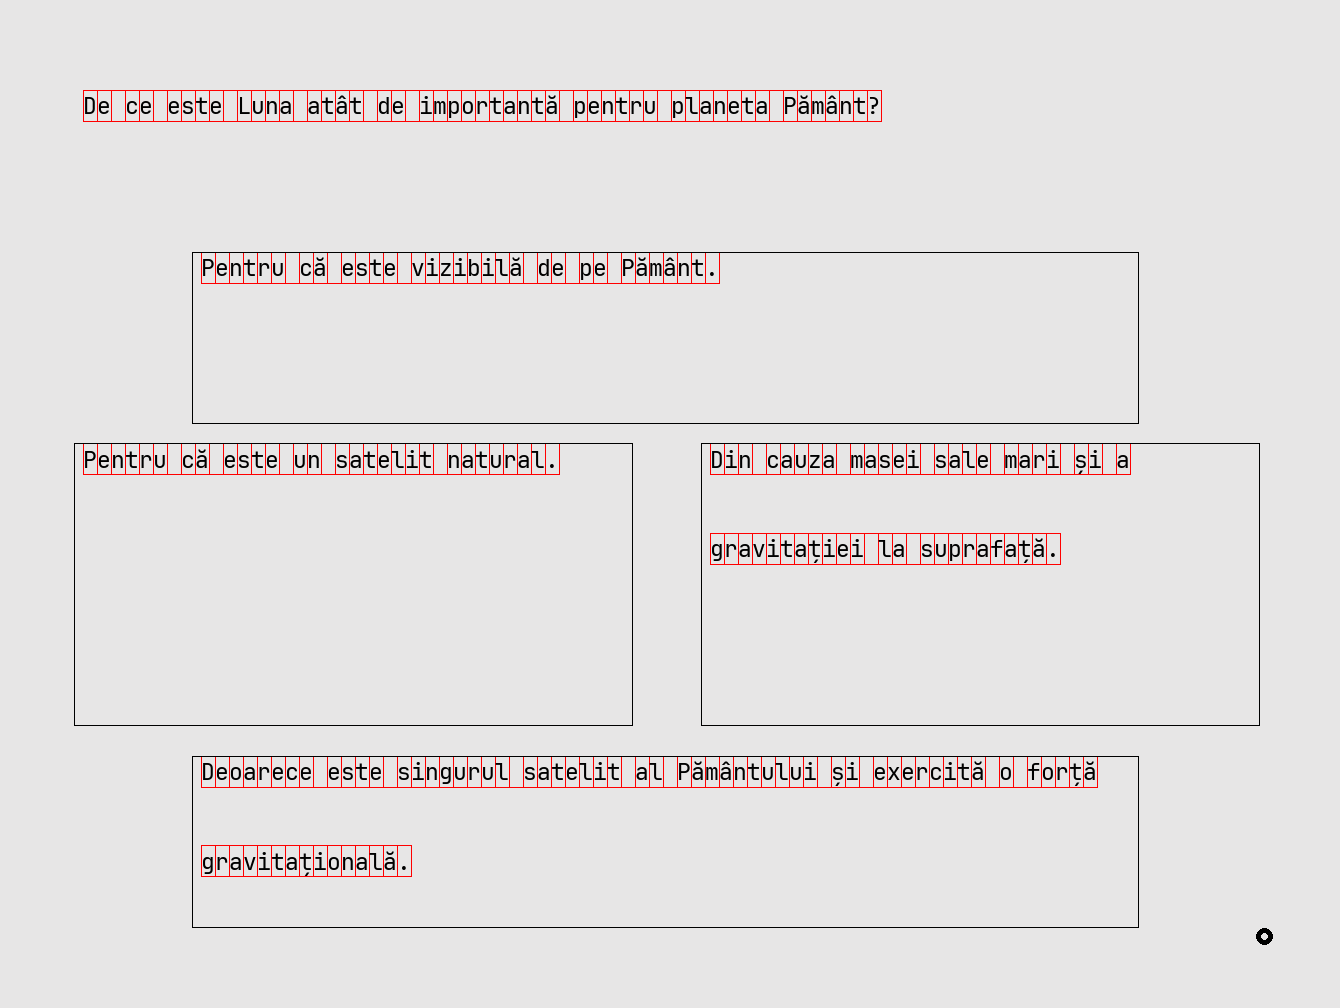 De ce este Luna atât de importantă pentru planeta Pământ?
Pentru că este vizibilă de pe Pământ.
Pentru că este un satelit natural.
Din cauza masei sale mari și a
gravitației la suprafață.
Deoarece este singurul satelit al Pământului și exercită o forță
gravitațională.